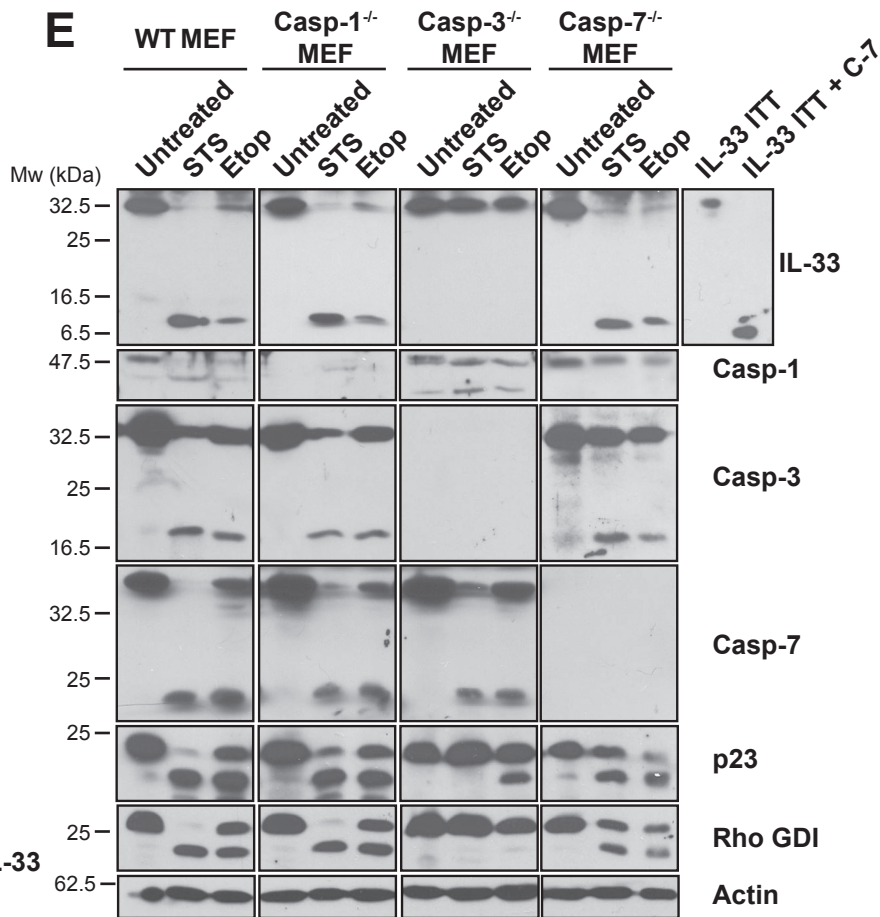 E
WT MEF
Casp-1-/-
MEF
Casp-3-/-
MEF
Casp-7-/-
MEF
Untreated
STS
Etop
Untreated
STS
Etop
Untreated
STS
Etop
Untreated
STS
Etop
IL-33 ITT
IL-33 ITT + C-7
Mw (kDa)
32.5
25
16.5
6.5
IL-33
47.5
Casp-1
32.5
25
16.5
Casp-3
32.5
25
Casp-7
25
p23
25
Rho GDI
L-33
62.5
Actin